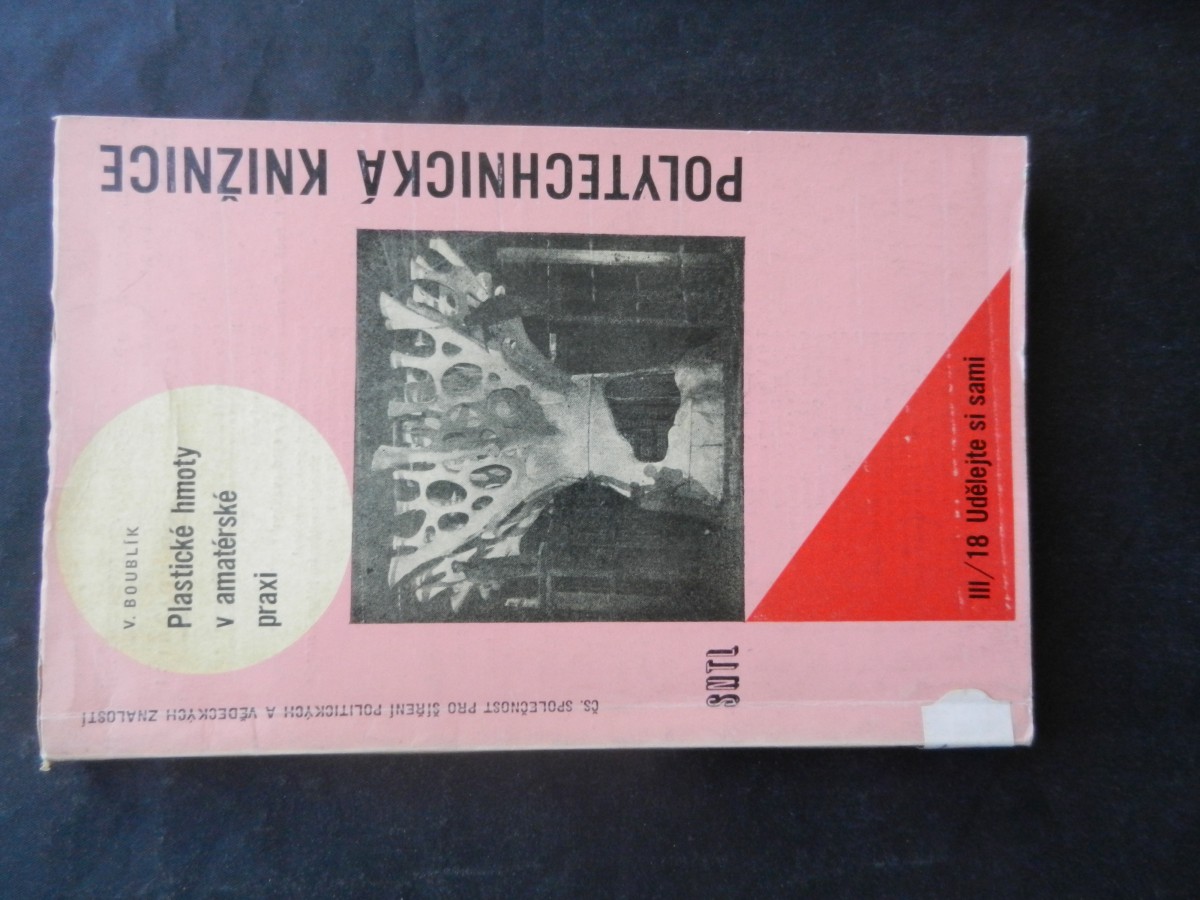 V. BOUBLÍK
Plastické hmoty
v amatérské
praxi
POLYTECHNICKÁ KNIŽNICE
ČS. SPOLEČNOST PRO ŠÍŘENÍ POLITICKÝCH A VĚDECKÝCH ZNALOSTÍ
SNTL
III/18 Udělejte si sami